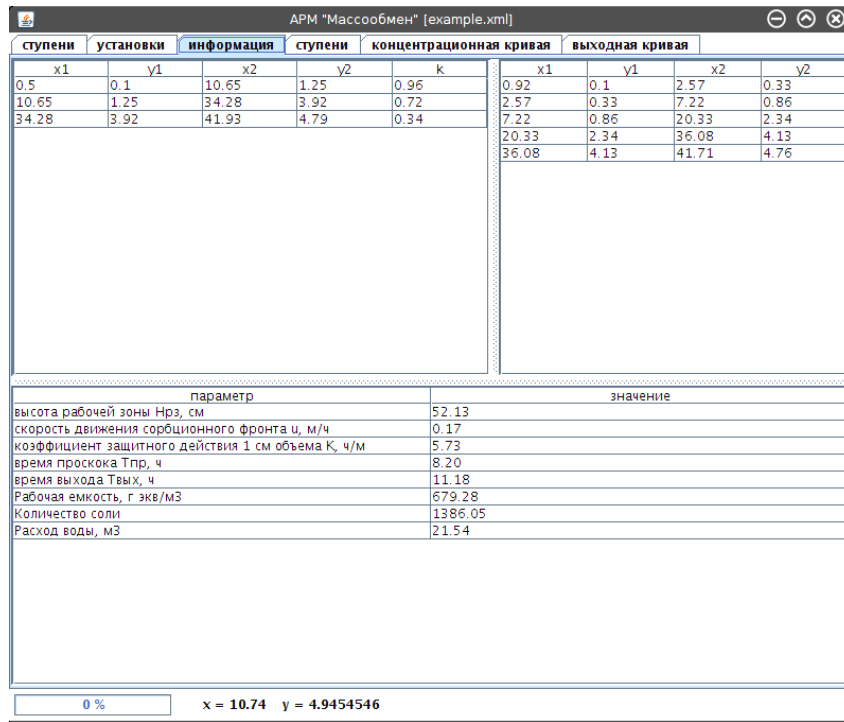 АРМ "Массообмен" [example.xml]
ступени установки информация ступени концентрационная кривая выходная кривая
x1 y1 x2 y2 k
0.5 0.1 10.65 1.25 0.96
10.65 1.25 34.28 3.92 0.72
34.28 3.92 41.93 4.79 0.34
x1 y1 x2 y2
0.92 0.1 2.57 0.33
2.57 0.33 7.22 0.86
7.22 0.86 20.33 2.34
20.33 2.34 36.08 4.13
36.08 4.13 41.71 4.76
параметр значение
высота рабочей зоны Нрз, см 52.13
скорость движения сорбционного фронта u, м/ч 0.17
коэффициент защитного действия 1 см объема К, ч/м 5.73
время проскока Тпр, ч 8.20
время выхода Твых, ч 11.18
Рабочая емкость, г экв/м3 679.28
Количество соли 1386.05
Расход воды, м3 21.54
0 % x = 10.74 y = 4.9454546